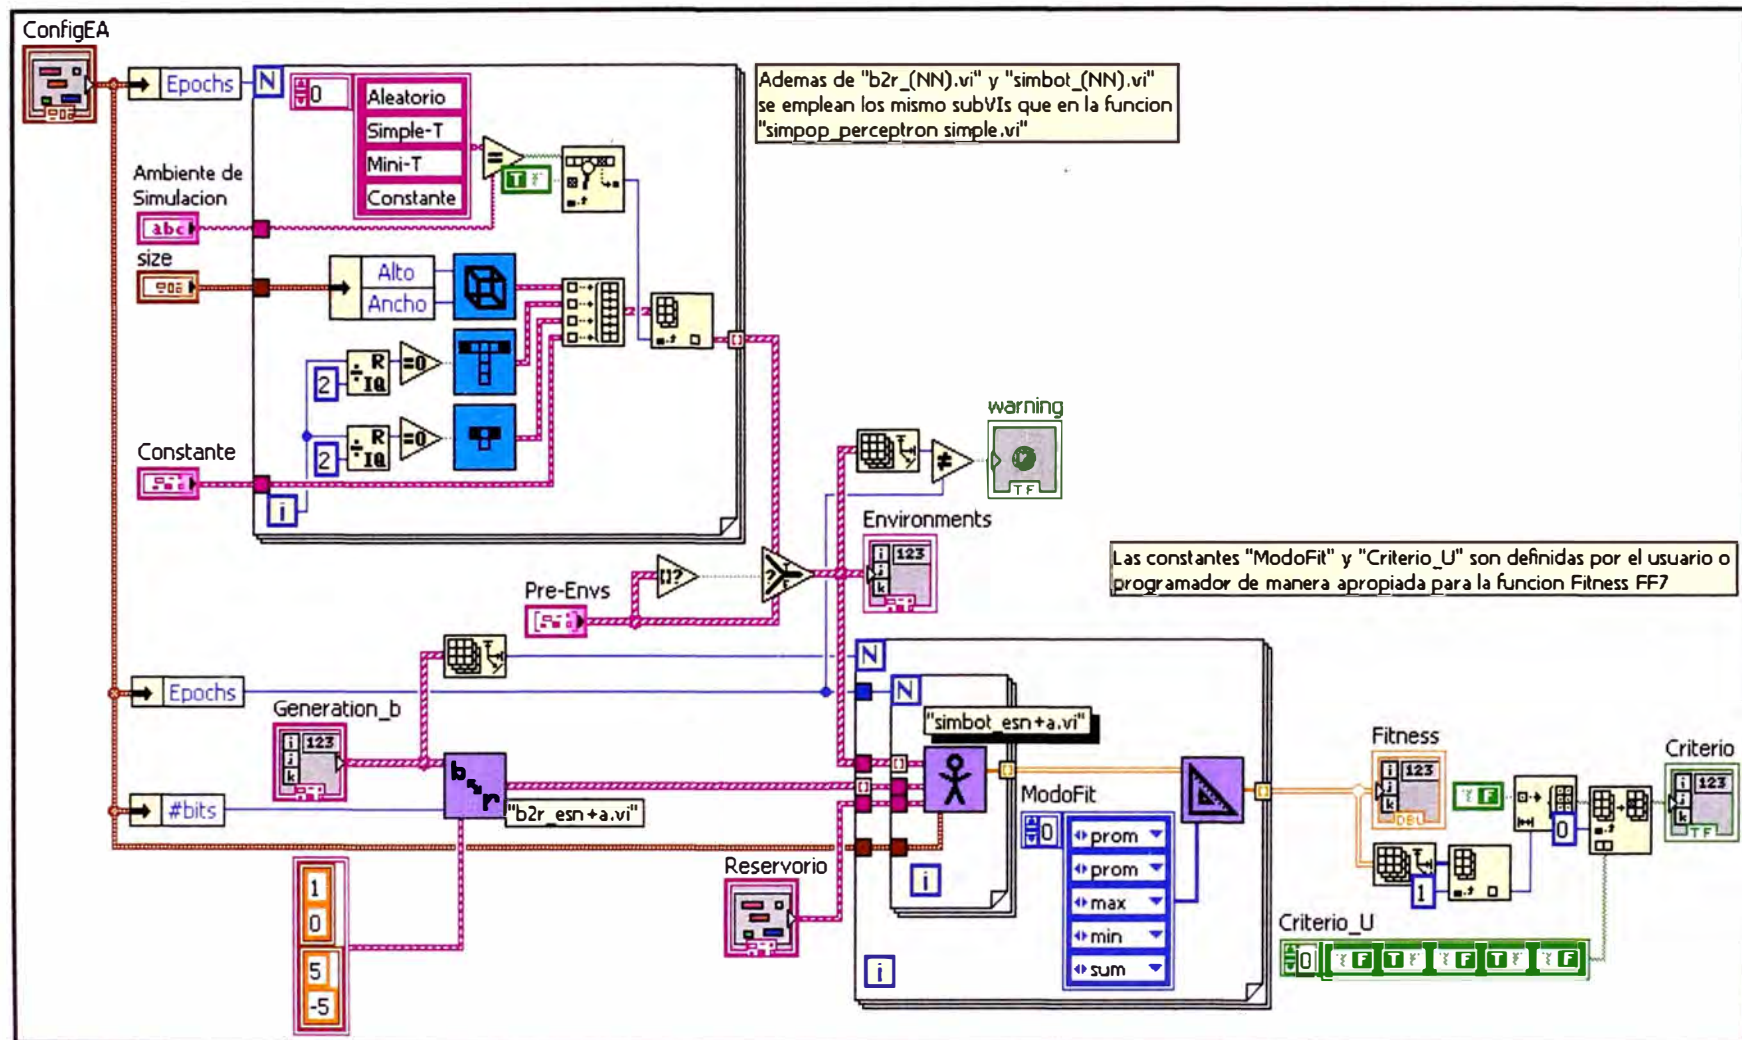 ConfigEA
Epochs
N
0
Aleatorio
Simple-T
Mini-T
Constante
=
T F
Ademas de "b2r_(NN).vi" y "simbot_(NN).vi"
se emplean los mismo subVIs que en la funcion
"simpop_perceptron simple.vi"
Ambiente de
Simulacion
abc
size
Alto
Ancho
R
IQ
=0
2
R
IQ
=0
2
Constante
i
warning
TF
Environments
i 123
j
k
Pre-Envs
[]?
?
T
F
Las constantes "ModoFit" y "Criterio_U" son definidas por el usuario o
programador de manera apropiada para la funcion Fitness FF7
N
Epochs
N
Generation_b
i 123
j
k
"simbot_esn+a.vi"
b
r
#bits
"b2r_esn+a.vi"
1
0
5
-5
Reservorio
i
ModoFit
0
prom
prom
max
min
sum
i
Fitness
i 123
j
k
DBL
F
0
1
Criterio
i 123
j
k
TF
Criterio_U
0
F T F T F